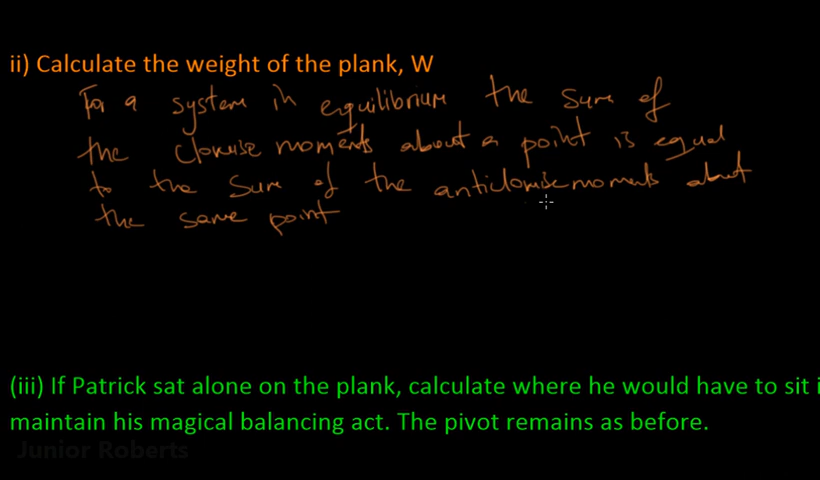 ii) Calculate the weight of the plank, W
For a system in equilibrium the sum of
the clowise moments about a point is equal
to the sum of the anticlowise moments about
the same point
(iii) If Patrick sat alone on the plank, calculate where he would have to sit i
maintain his magical balancing act. The pivot remains as before.
Junior Roberts